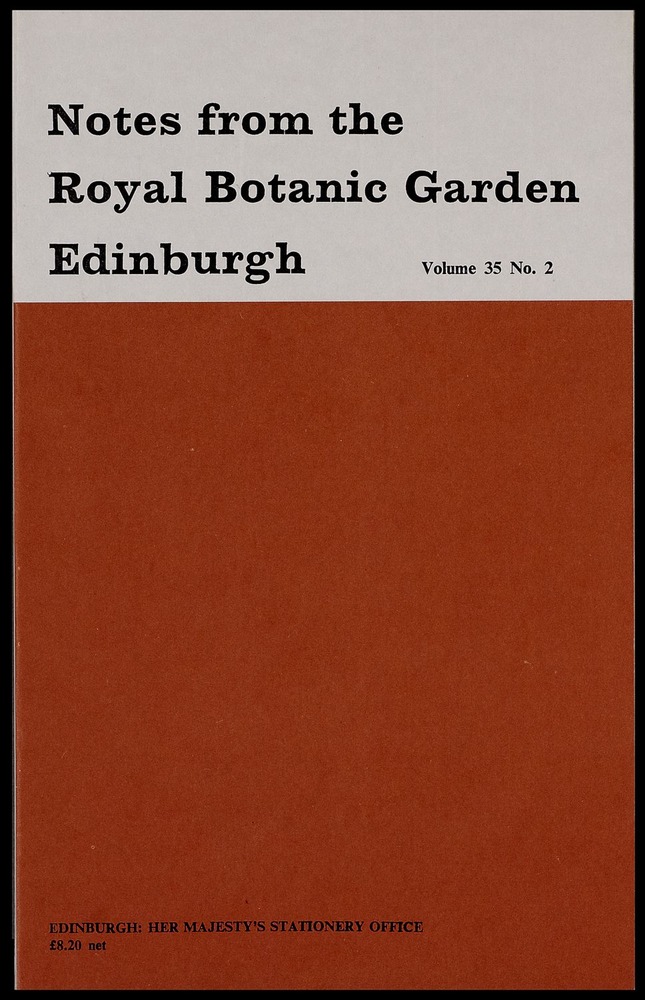 Notes from the
Royal Botanic Garden
Edinburgh
Volume 35 No. 2
EDINBURGH: HER MAJESTY'S STATIONERY OFFICE
£8.20 net